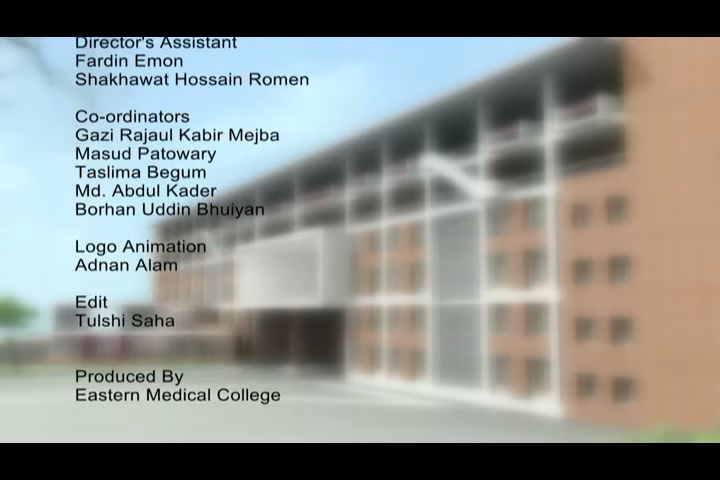 Director's Assistant
Fardin Emon
Shakhawat Hossain Romen
Co-ordinators
Gazi Rajaul Kabir Mejba
Masud Patowary
Taslima Begum
Md. Abdul Kader
Borhan Uddin Bhuiyan
Logo Animation
Adnan Alam
Edit
Tulshi Saha
Produced By
Eastern Medical College